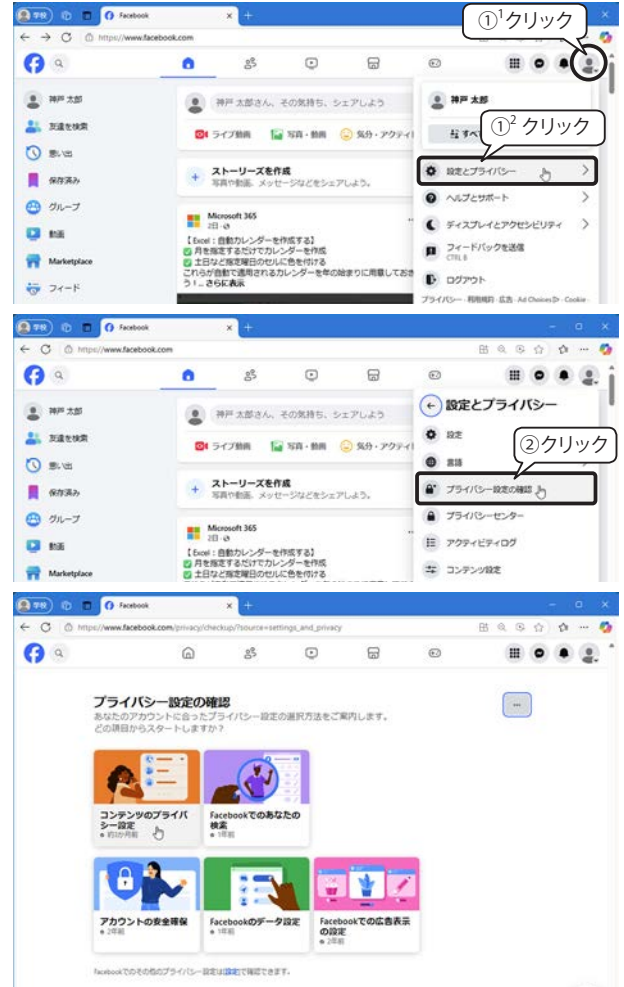 ①¹クリック
学校
Facebook
https://www.facebook.com
神戸 太郎
友達を検索
思い出
保存済み
グループ
動画
Marketplace
フィード
神戸 太郎さん、その気持ち、シェアしよう
ライブ動画
写真・動画
気分・アクティ
ストーリーズを作成
写真や動画、メッセージなどをシェアしよう。
Microsoft 365
2日
【Excel：自動カレンダーを作成する】
月を指定するだけでカレンダーを作成
土日など指定曜日のセルに色を付ける
これらが自動で適用されるカレンダーを年の始まりに用意してお
う！... さらに表示
神戸 太郎
すべて
①² クリック
設定とプライバシー
ヘルプとサポート
ディスプレイとアクセシビリティ
フィードバックを送信
CTRL B
ログアウト
プライバシー · 利用規約 · 広告 · Ad Choices · Cookie ·
学校
Facebook
https://www.facebook.com
神戸 太郎
友達を検索
思い出
保存済み
グループ
動画
Marketplace
神戸 太郎さん、その気持ち、シェアしよう
ライブ動画
写真・動画
気分・アクティ
ストーリーズを作成
写真や動画、メッセージなどをシェアしよう。
Microsoft 365
2日
【Excel：自動カレンダーを作成する】
月を指定するだけでカレンダーを作成
土日など指定曜日のセルに色を付ける
設定とプライバシー
設定
②クリック
言語
プライバシー設定の確認
プライバシーセンター
アクティビティログ
コンテンツ設定
学校
Facebook
https://www.facebook.com/privacy/checkup/?source=settings_and_privacy
プライバシー設定の確認
あなたのアカウントに合ったプライバシー設定の選択方法をご案内します。
どの項目からスタートしますか？
コンテンツのプライバ
シー設定
Facebookでのあなたの
検索
1年前
アカウントの安全確保
2年前
Facebookのデータ設定
1年前
Facebookでの広告表示
の設定
2年前
Facebookでのその他のプライバシー設定は設定で確認できます。